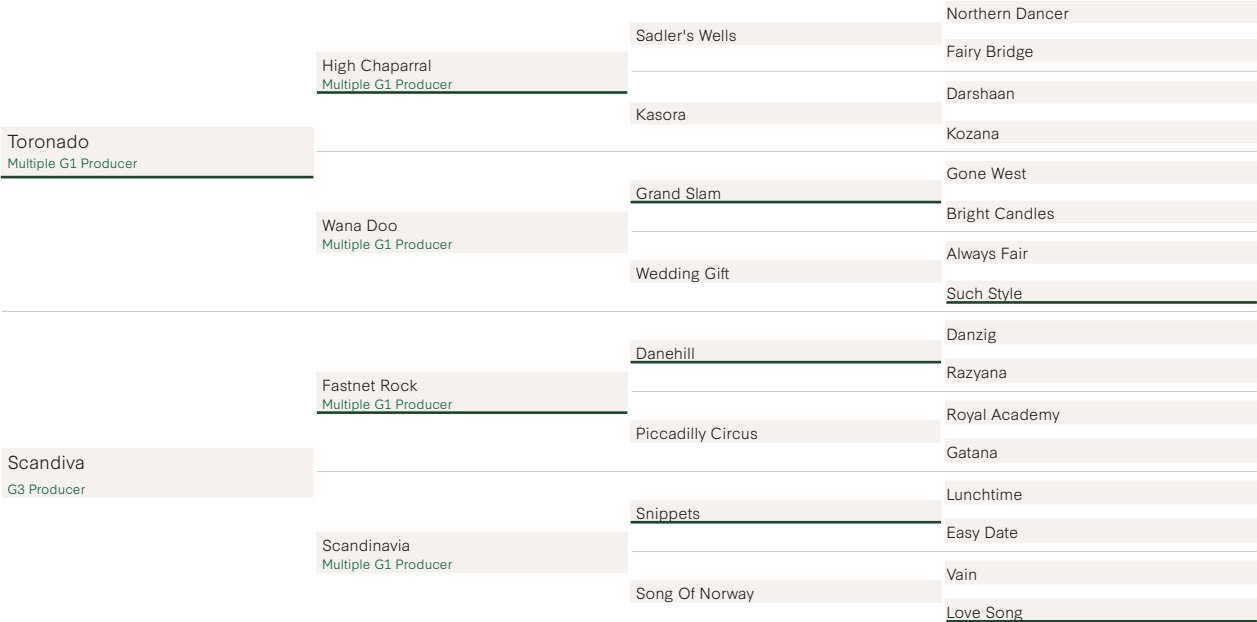 Northern Dancer
Sadler's Wells
Fairy Bridge
High Chaparral
Multiple G1 Producer
Darshaan
Kasora
Kozana
Toronado
Multiple G1 Producer
Gone West
Grand Slam
Bright Candles
Wana Doo
Multiple G1 Producer
Always Fair
Wedding Gift
Such Style
Danzig
Danehill
Razyana
Fastnet Rock
Multiple G1 Producer
Royal Academy
Piccadilly Circus
Gatana
Scandiva
G3 Producer
Lunchtime
Snippets
Easy Date
Scandinavia
Multiple G1 Producer
Vain
Song Of Norway
Love Song